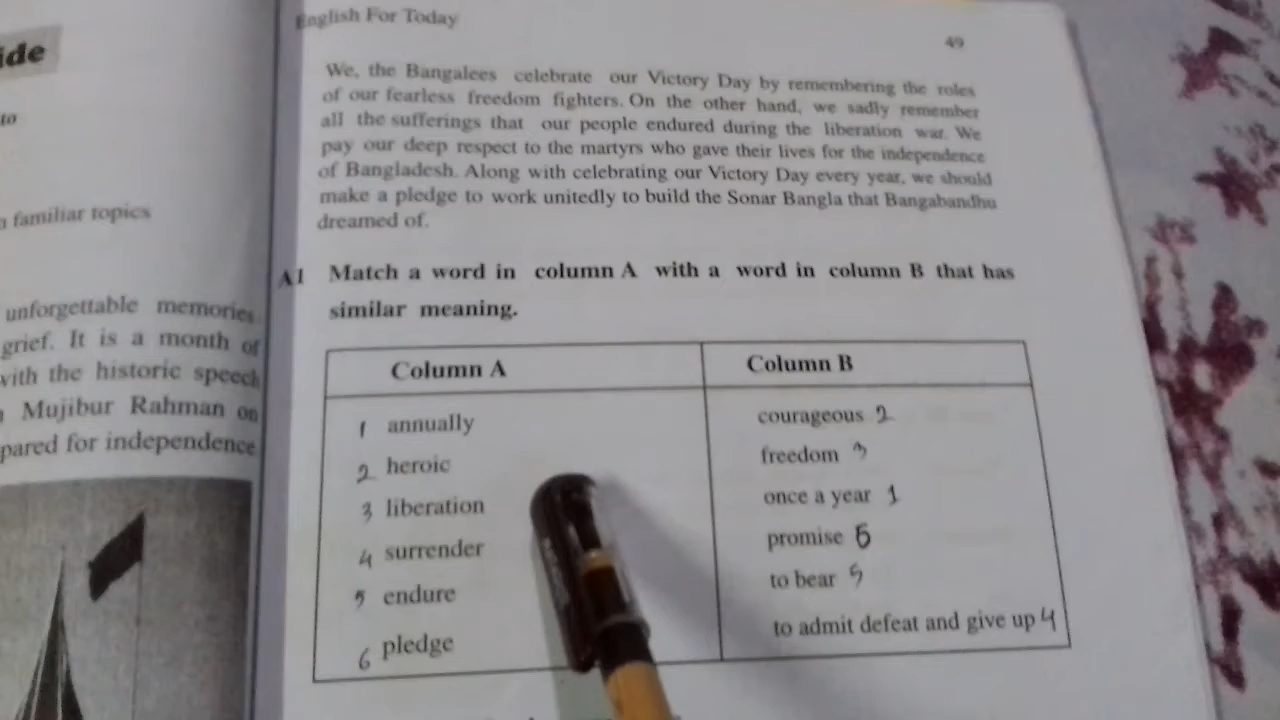 ide
to
familiar topics
unforgettable memories
grief. It is a month of
with the historic speech
Mujibur Rahman on
pared for independence
English For Today
49
We, the Bangalees celebrate our Victory Day by remembering the roles
of our fearless freedom fighters. On the other hand, we sadly remember
all the sufferings that our people endured during the liberation war. We
pay our deep respect to the martyrs who gave their lives for the independence
of Bangladesh. Along with celebrating our Victory Day every year, we should
make a pledge to work unitedly to build the Sonar Bangla that Bangabandhu
dreamed of.
A1 Match a word in column A with a word in column B that has
similar meaning.
Column A Column B
1 annually courageous 2
2 heroic freedom 3
3 liberation once a year 1
4 surrender promise 6
5 endure to bear 5
6 pledge to admit defeat and give up 4